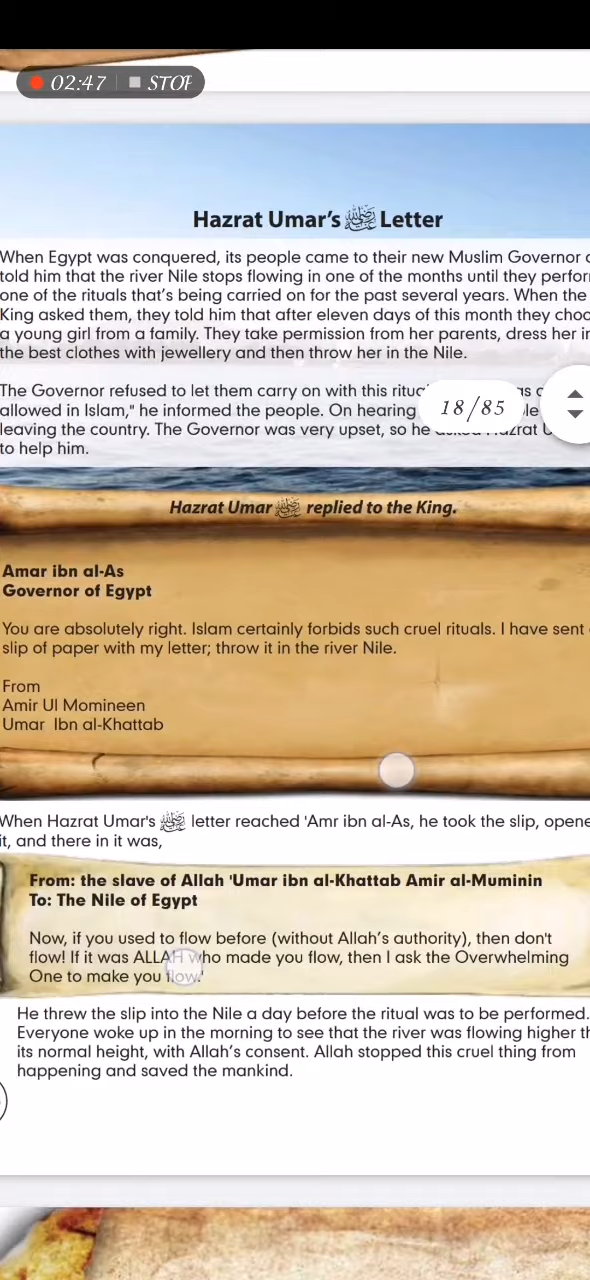 02:47 STOP
Hazrat Umar's ﷺ Letter
When Egypt was conquered, its people came to their new Muslim Governor
told him that the river Nile stops flowing in one of the months until they
one of the rituals that's being carried on for the past several years. When the
King asked them, they told him that after eleven days of this month they
a young girl from a family. They take permission from her parents, dress her
the best clothes with jewellery and then throw her in the Nile.
The Governor refused to let them carry on with this
allowed in Islam," he informed the people. On hearing
leaving the country. The Governor was very upset, so he
to help him.
18/85
Hazrat Umar replied to the King.
Amar ibn al-As
Governor of Egypt
You are absolutely right. Islam certainly forbids such cruel rituals. I have sent
slip of paper with my letter; throw it in the river Nile.
From
Amir Ul Momineen
Umar Ibn al-Khattab
When Hazrat Umar's letter reached 'Amr ibn al-As, he took the slip,
it, and there in it was,
From: the slave of Allah 'Umar ibn al-Khattab Amir al-Muminin
To: The Nile of Egypt
Now, if you used to flow before (without Allah's authority), then don't
flow! If it was ALLAH who made you flow, then I ask the Overwhelming
One to make you flow.'
He threw the slip into the Nile a day before the ritual was to be performed.
Everyone woke up in the morning to see that the river was flowing higher
its normal height, with Allah's consent. Allah stopped this cruel thing from
happening and saved the mankind.